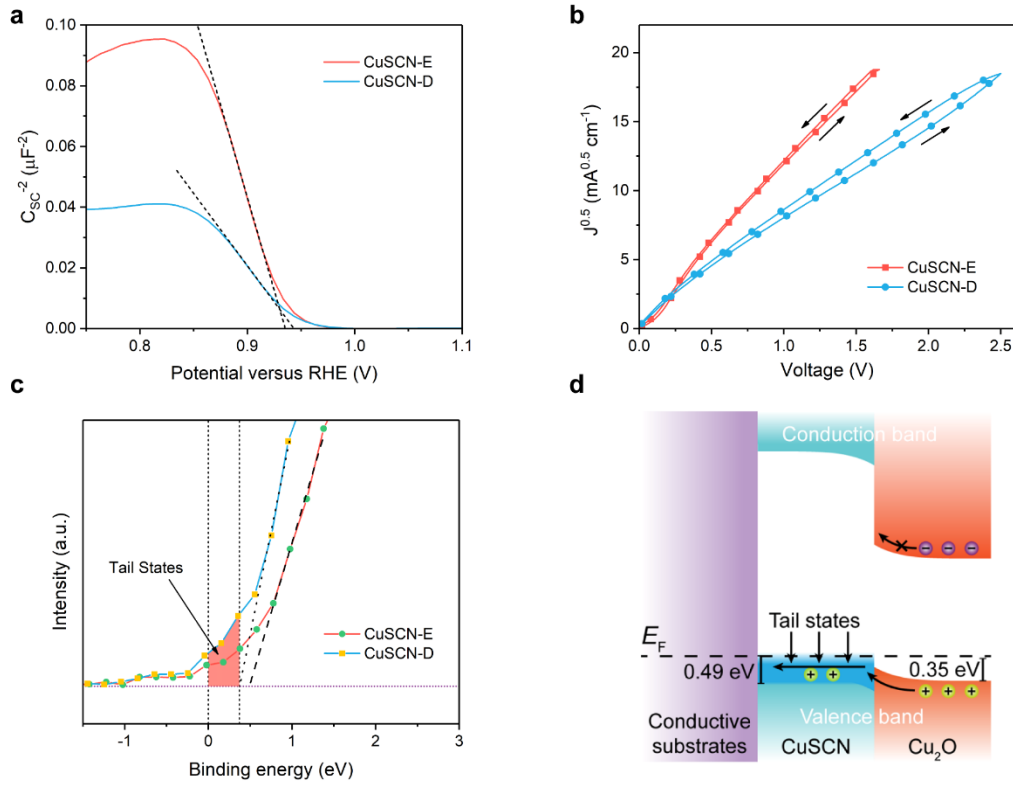 a
0.10
0.08
0.06
0.04
0.02
0.00
C_SC^-2 (μF^-2)
CuSCN-E
CuSCN-D
0.8
0.9
1.0
1.1
Potential versus RHE (V)
b
20
15
10
5
0
J^0.5 (mA^0.5 cm^-1)
CuSCN-E
CuSCN-D
0.0
0.5
1.0
1.5
2.0
2.5
Voltage (V)
c
Intensity (a.u.)
Tail States
CuSCN-E
CuSCN-D
-1
0
1
2
3
Binding energy (eV)
d
Conduction band
E_F
Tail states
0.49 eV
0.35 eV
Valence band
Conductive
substrates
CuSCN
Cu₂O